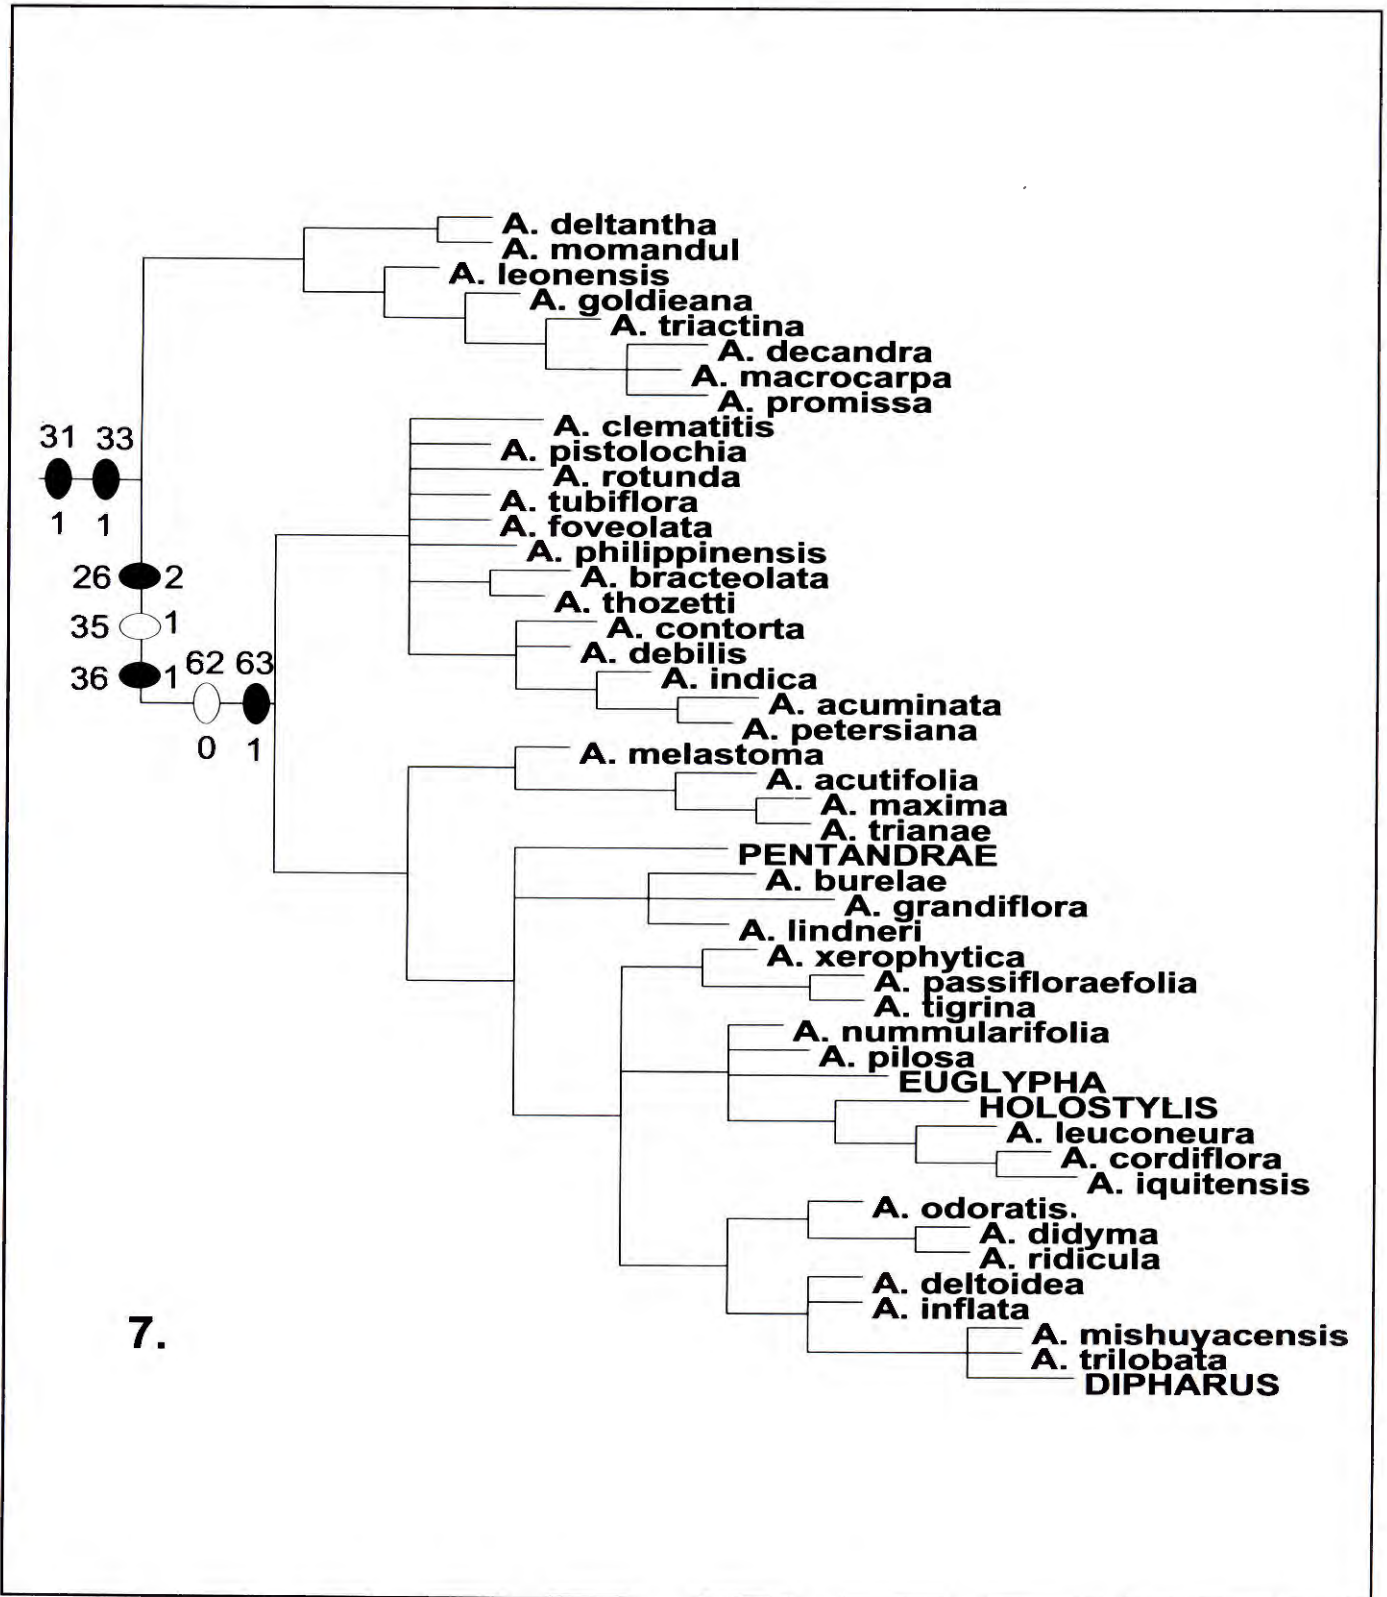 A. deltantha
A. momandul
A. leonensis
A. goldieana
A. triactina
A. decandra
A. macrocarpa
A. promissa
A. clematitis
31 33
A. pistolochia
A. rotunda
A. tubiflora
1 1
A. foveolata
A. philippinensis
26 2
A. bracteolata
A. thozetti
35 1
A. contorta
A. debilis
36 1 62 63
A. indica
A. acuminata
A. petersiana
0 1
A. melastoma
A. acutifolia
A. maxima
A. trianae
PENTANDRAE
A. burelae
A. grandiflora
A. lindneri
A. xerophytica
A. passifloraefolia
A. tigrina
A. nummularifolia
A. pilosa
EUGLYPHA
HOLOSTYLIS
A. leuconeura
A. cordiflora
A. iquitensis
A. odoratis.
A. didyma
A. ridicula
A. deltoidea
A. inflata
7.
A. mishuyacensis
A. trilobata
DIPHARUS